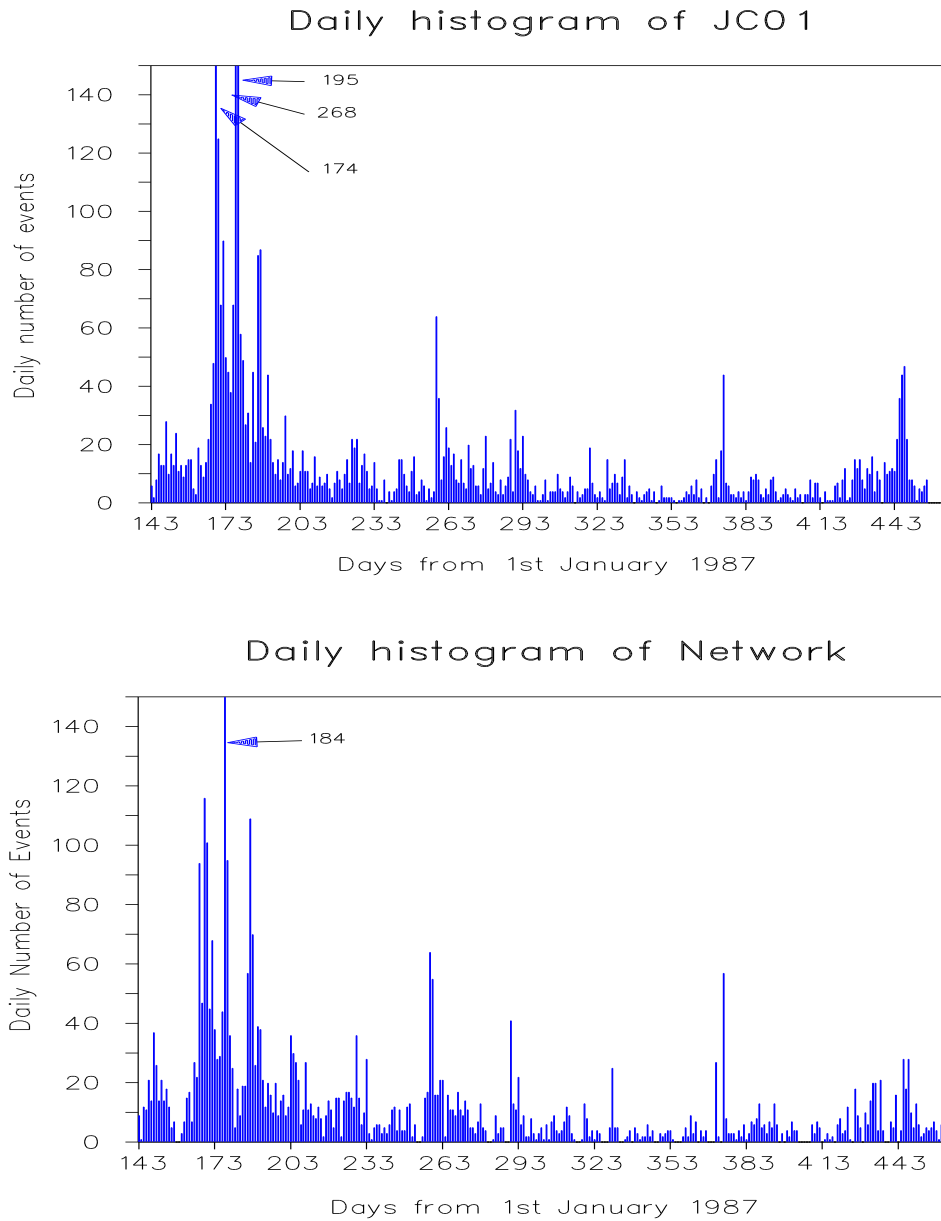 Daily histogram of JC01
195
268
174
140
120
100
80
60
40
20
0
Daily number of events
143 173 203 233 263 293 323 353 383 413 443
Days from 1st January 1987
Daily histogram of Network
184
140
120
100
80
60
40
20
0
Daily Number of Events
143 173 203 233 263 293 323 353 383 413 443
Days from 1st January 1987